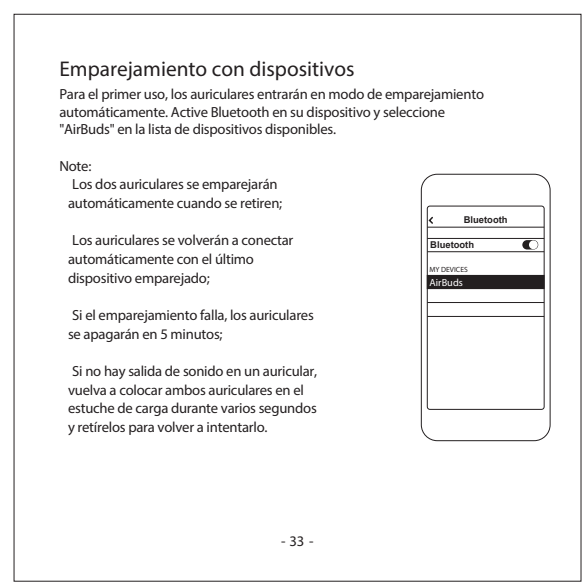 Emparejamiento con dispositivos
Para el primer uso, los auriculares entrarán en modo de emparejamiento
automáticamente. Active Bluetooth en su dispositivo y seleccione
"AirBuds" en la lista de dispositivos disponibles.
Note:
Los dos auriculares se emparejarán
automáticamente cuando se retiren;
Los auriculares se volverán a conectar
automáticamente con el último
dispositivo emparejado;
Si el emparejamiento falla, los auriculares
se apagarán en 5 minutos;
Si no hay salida de sonido en un auricular,
vuelva a colocar ambos auriculares en el
estuche de carga durante varios segundos
y retírelos para volver a intentarlo.
< Bluetooth
Bluetooth
MY DEVICES
AirBuds
- 33 -